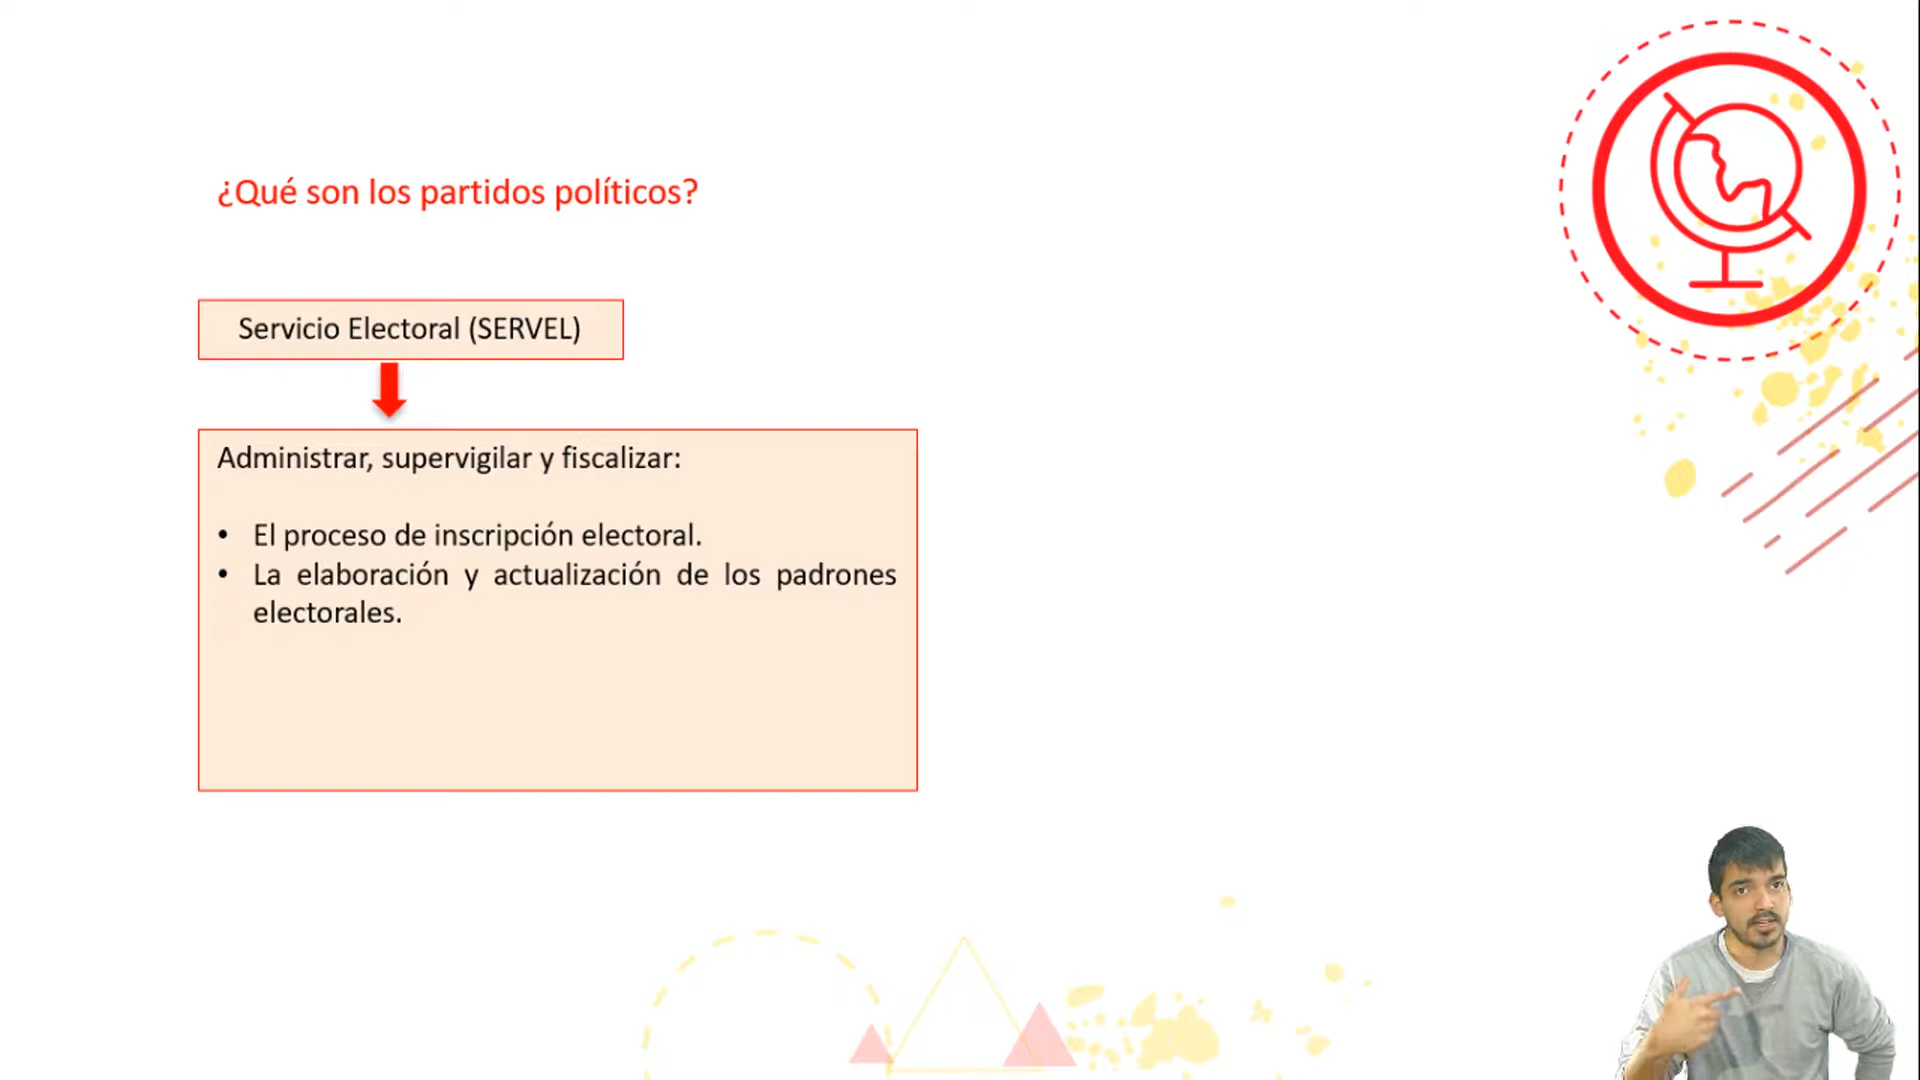 ¿Qué son los partidos políticos?
Servicio Electoral (SERVEL)
Administrar, supervigilar y fiscalizar:
• El proceso de inscripción electoral.
• La elaboración y actualización de los padrones
electorales.